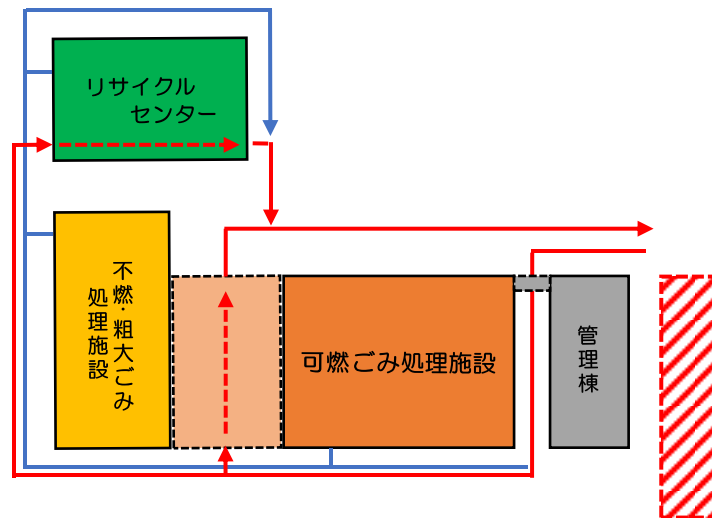 リサイクル
センター
不燃・粗大ごみ
処理施設
可燃ごみ処理施設
管理棟